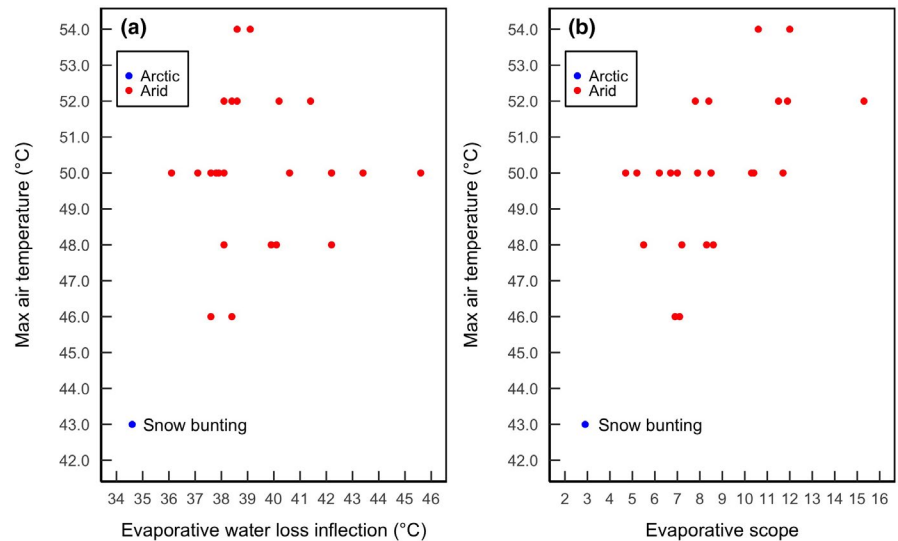 (a)
Arctic
Arid
Max air temperature (°C)
54.0
53.0
52.0
51.0
50.0
49.0
48.0
47.0
46.0
45.0
44.0
43.0
42.0
Snow bunting
34 35 36 37 38 39 40 41 42 43 44 45 46
Evaporative water loss inflection (°C)
(b)
Arctic
Arid
Max air temperature (°C)
54.0
53.0
52.0
51.0
50.0
49.0
48.0
47.0
46.0
45.0
44.0
43.0
42.0
Snow bunting
2 3 4 5 6 7 8 9 10 11 12 13 14 15 16
Evaporative scope